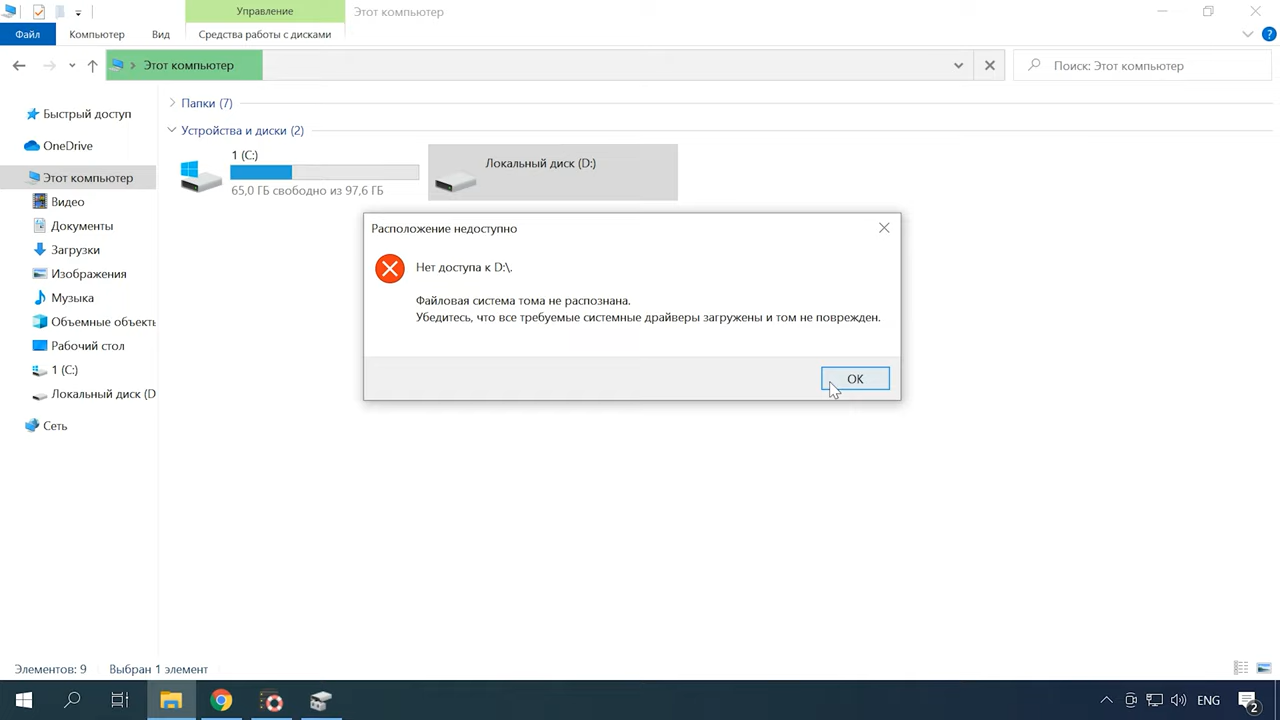 Управление
Этот компьютер
Файл
Компьютер
Вид
Средства работы с дисками
Этот компьютер
Поиск: Этот компьютер
Быстрый доступ
OneDrive
Этот компьютер
Видео
Документы
Загрузки
Изображения
Музыка
Объемные объекть
Рабочий стол
1 (C:)
Локальный диск (D
Сеть
Папки (7)
Устройства и диски (2)
1 (C:)
65,0 ГБ свободно из 97,6 ГБ
Локальный диск (D:)
Расположение недоступно
Нет доступа к D:\.
Файловая система тома не распознана.
Убедитесь, что все требуемые системные драйверы загружены и том не поврежден.
OK
Элементов: 9
Выбран 1 элемент
ENG
2